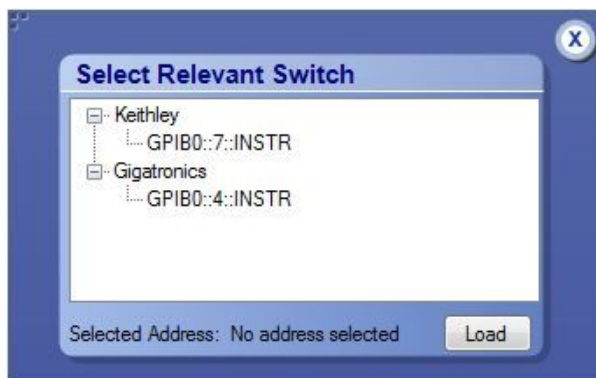 X
Select Relevant Switch
Keithley
GPIB0::7::INSTR
Gigatronics
GPIB0::4::INSTR
Selected Address: No address selected
Load